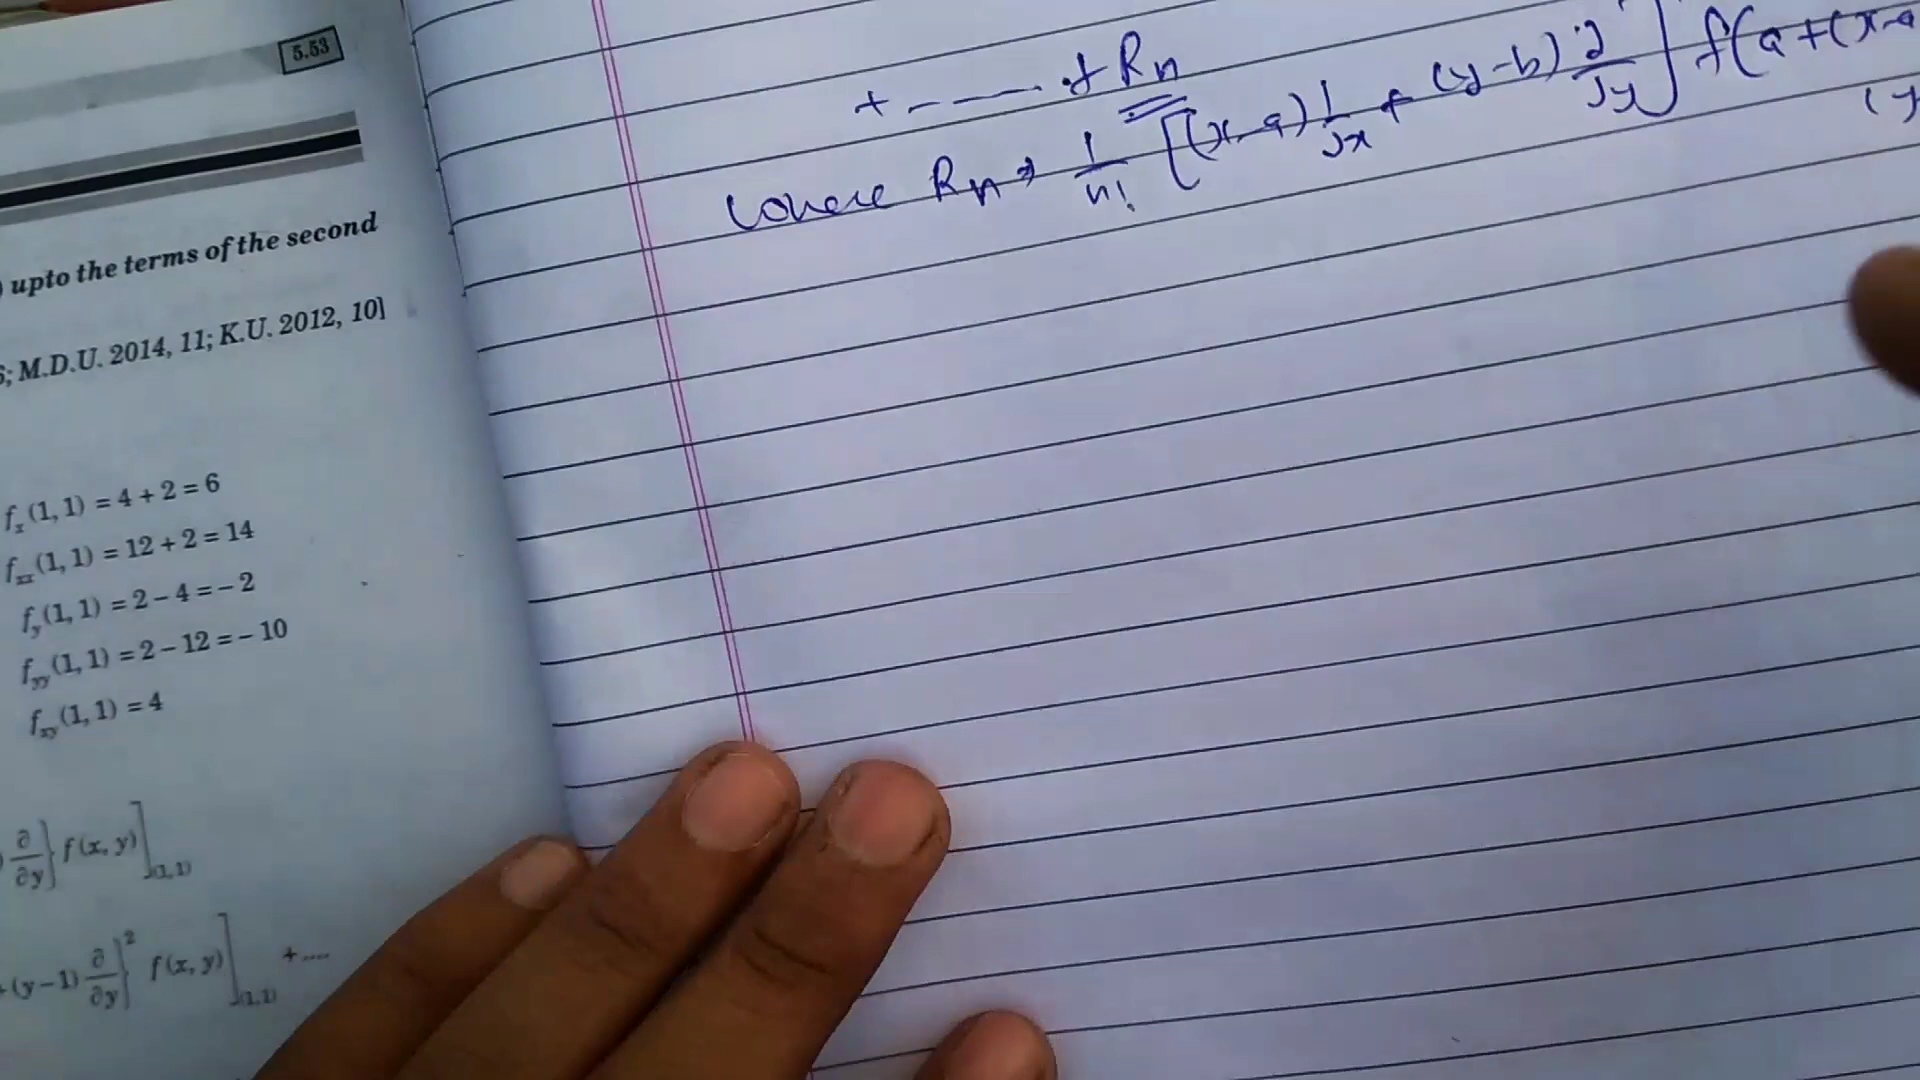 5.53
upto the terms of the second
; M.D.U. 2014, 11; K.U. 2012, 10]
fₓ (1, 1) = 4 + 2 = 6
fₓₓ (1, 1) = 12 + 2 = 14
f_y (1, 1) = 2 – 4 = – 2
f_yy (1, 1) = 2 – 12 = – 10
f_xy (1, 1) = 4
∂/∂y} f (x, y)](1, 1)
+ (y – 1) ∂/∂y}² f (x, y)](1, 1) + ....
+ ------ + Rn
where Rn = 1/n! [(x-a) ∂/∂x + (y-b) ∂/∂y] f(a+(x-a
(y